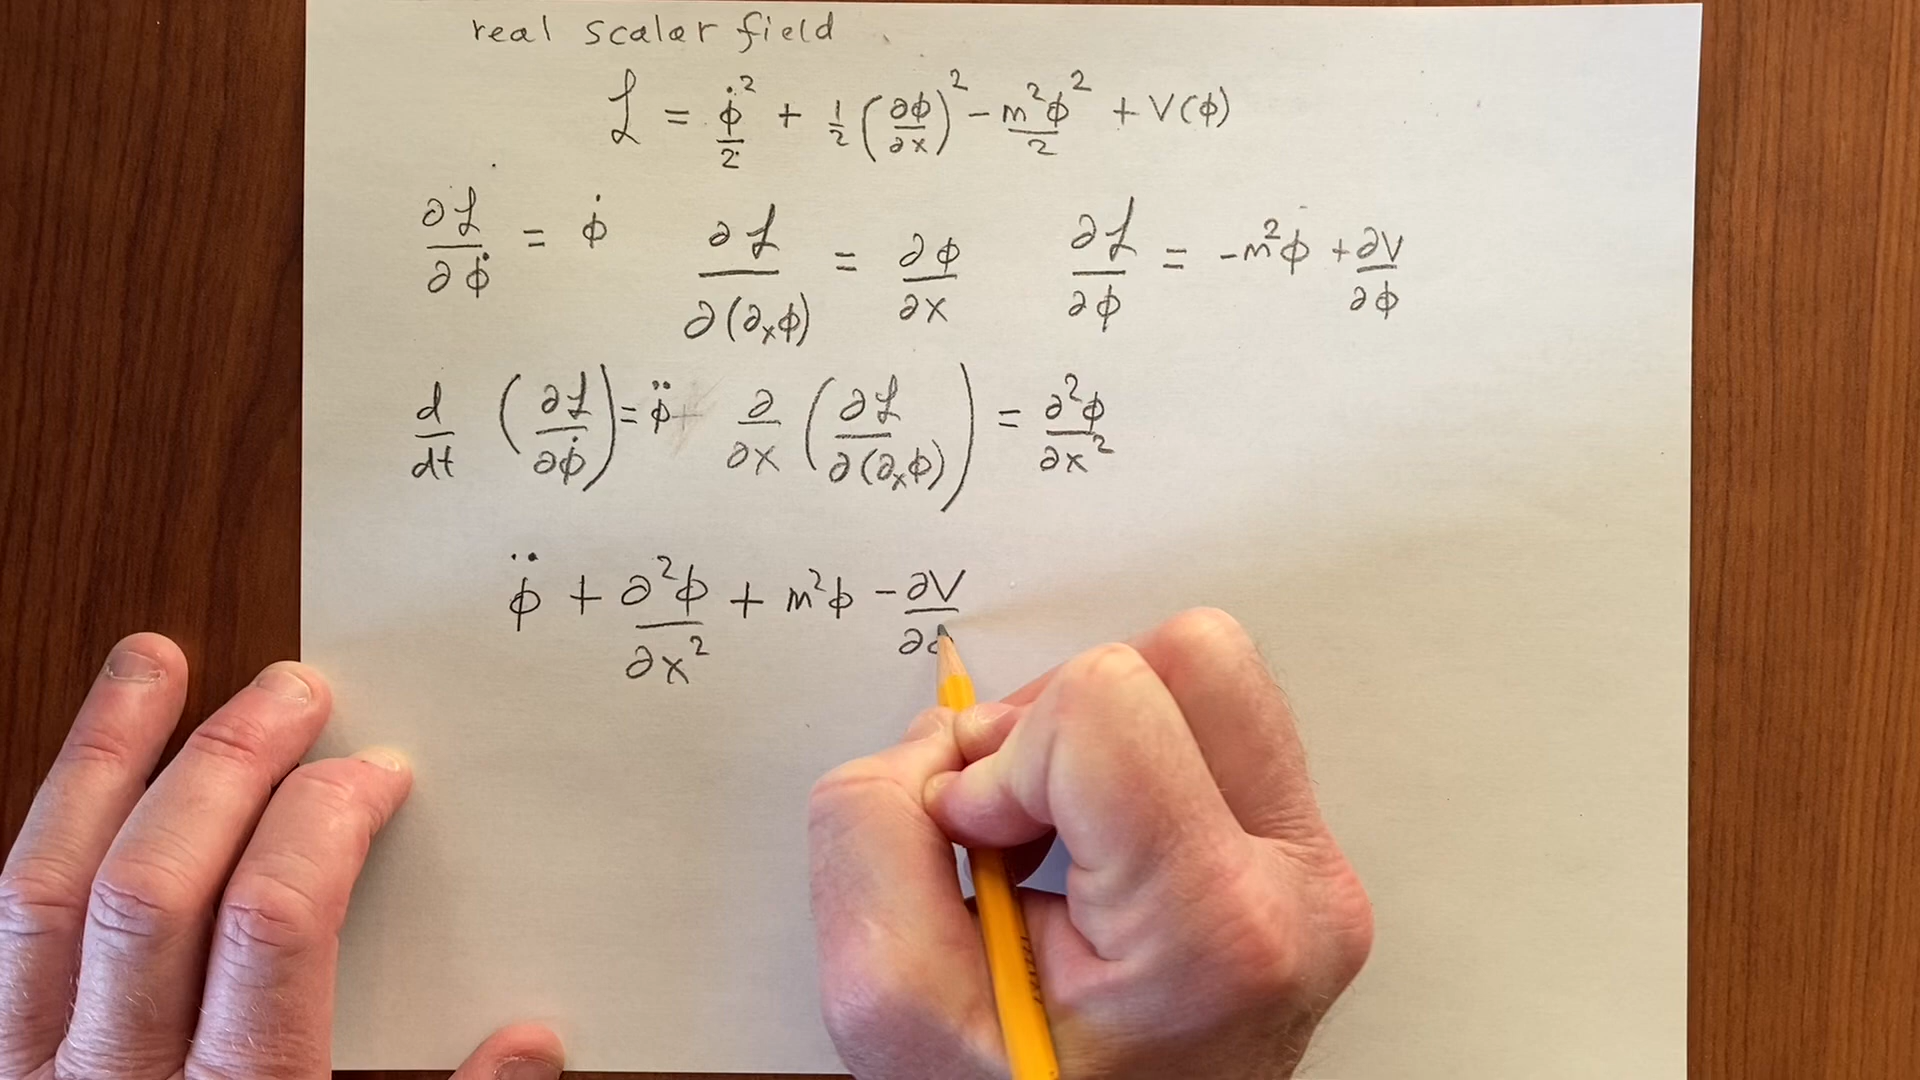 real scalar field
ℒ = φ̇²/2 + ½(∂φ/∂x)² - m²φ²/2 + V(φ)
∂ℒ/∂φ̇ = φ̇   ∂ℒ/∂(∂ₓφ) = ∂φ/∂x   ∂ℒ/∂φ = -m²φ + ∂V/∂φ
d/dt (∂ℒ/∂φ̇) = φ̈   ∂/∂x (∂ℒ/∂(∂ₓφ)) = ∂²φ/∂x²
φ̈ + ∂²φ/∂x² + m²φ - ∂V/∂